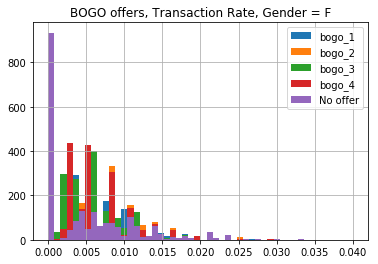 BOGO offers, Transaction Rate, Gender = F
bogo_1
bogo_2
bogo_3
bogo_4
No offer
800
600
400
200
0
0.000 0.005 0.010 0.015 0.020 0.025 0.030 0.035 0.040